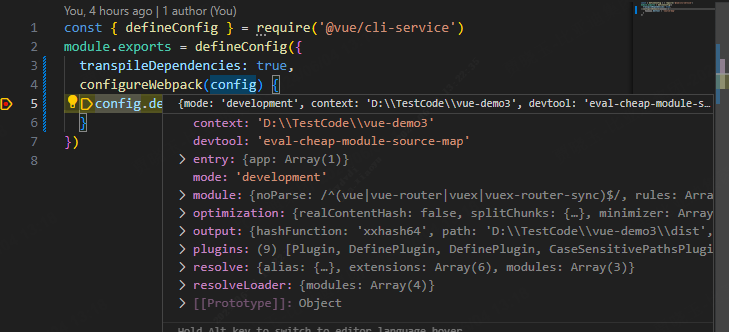 You, 4 hours ago | 1 author (You)
1 const { defineConfig } = require('@vue/cli-service')
2 module.exports = defineConfig({
3 transpileDependencies: true,
4 configureWebpack(config) {
5 config.de
{mode: 'development', context: 'D:\\TestCode\\vue-demo3', devtool: 'eval-cheap-module-s…
context: 'D:\\TestCode\\vue-demo3'
6 }
devtool: 'eval-cheap-module-source-map'
7 })
entry: {app: Array(1)}
8
mode: 'development'
module: {noParse: /^(vue|vue-router|vuex|vuex-router-sync)$/, rules: Arra
optimization: {realContentHash: false, splitChunks: {…}, minimizer: Array
output: {hashFunction: 'xxhash64', path: 'D:\\TestCode\\vue-demo3\\dist',
plugins: (9) [Plugin, DefinePlugin, DefinePlugin, CaseSensitivePathsPlugi
resolve: {alias: {…}, extensions: Array(6), modules: Array(3)}
resolveLoader: {modules: Array(4)}
[[Prototype]]: Object
Hold Alt key to switch to editor language hover